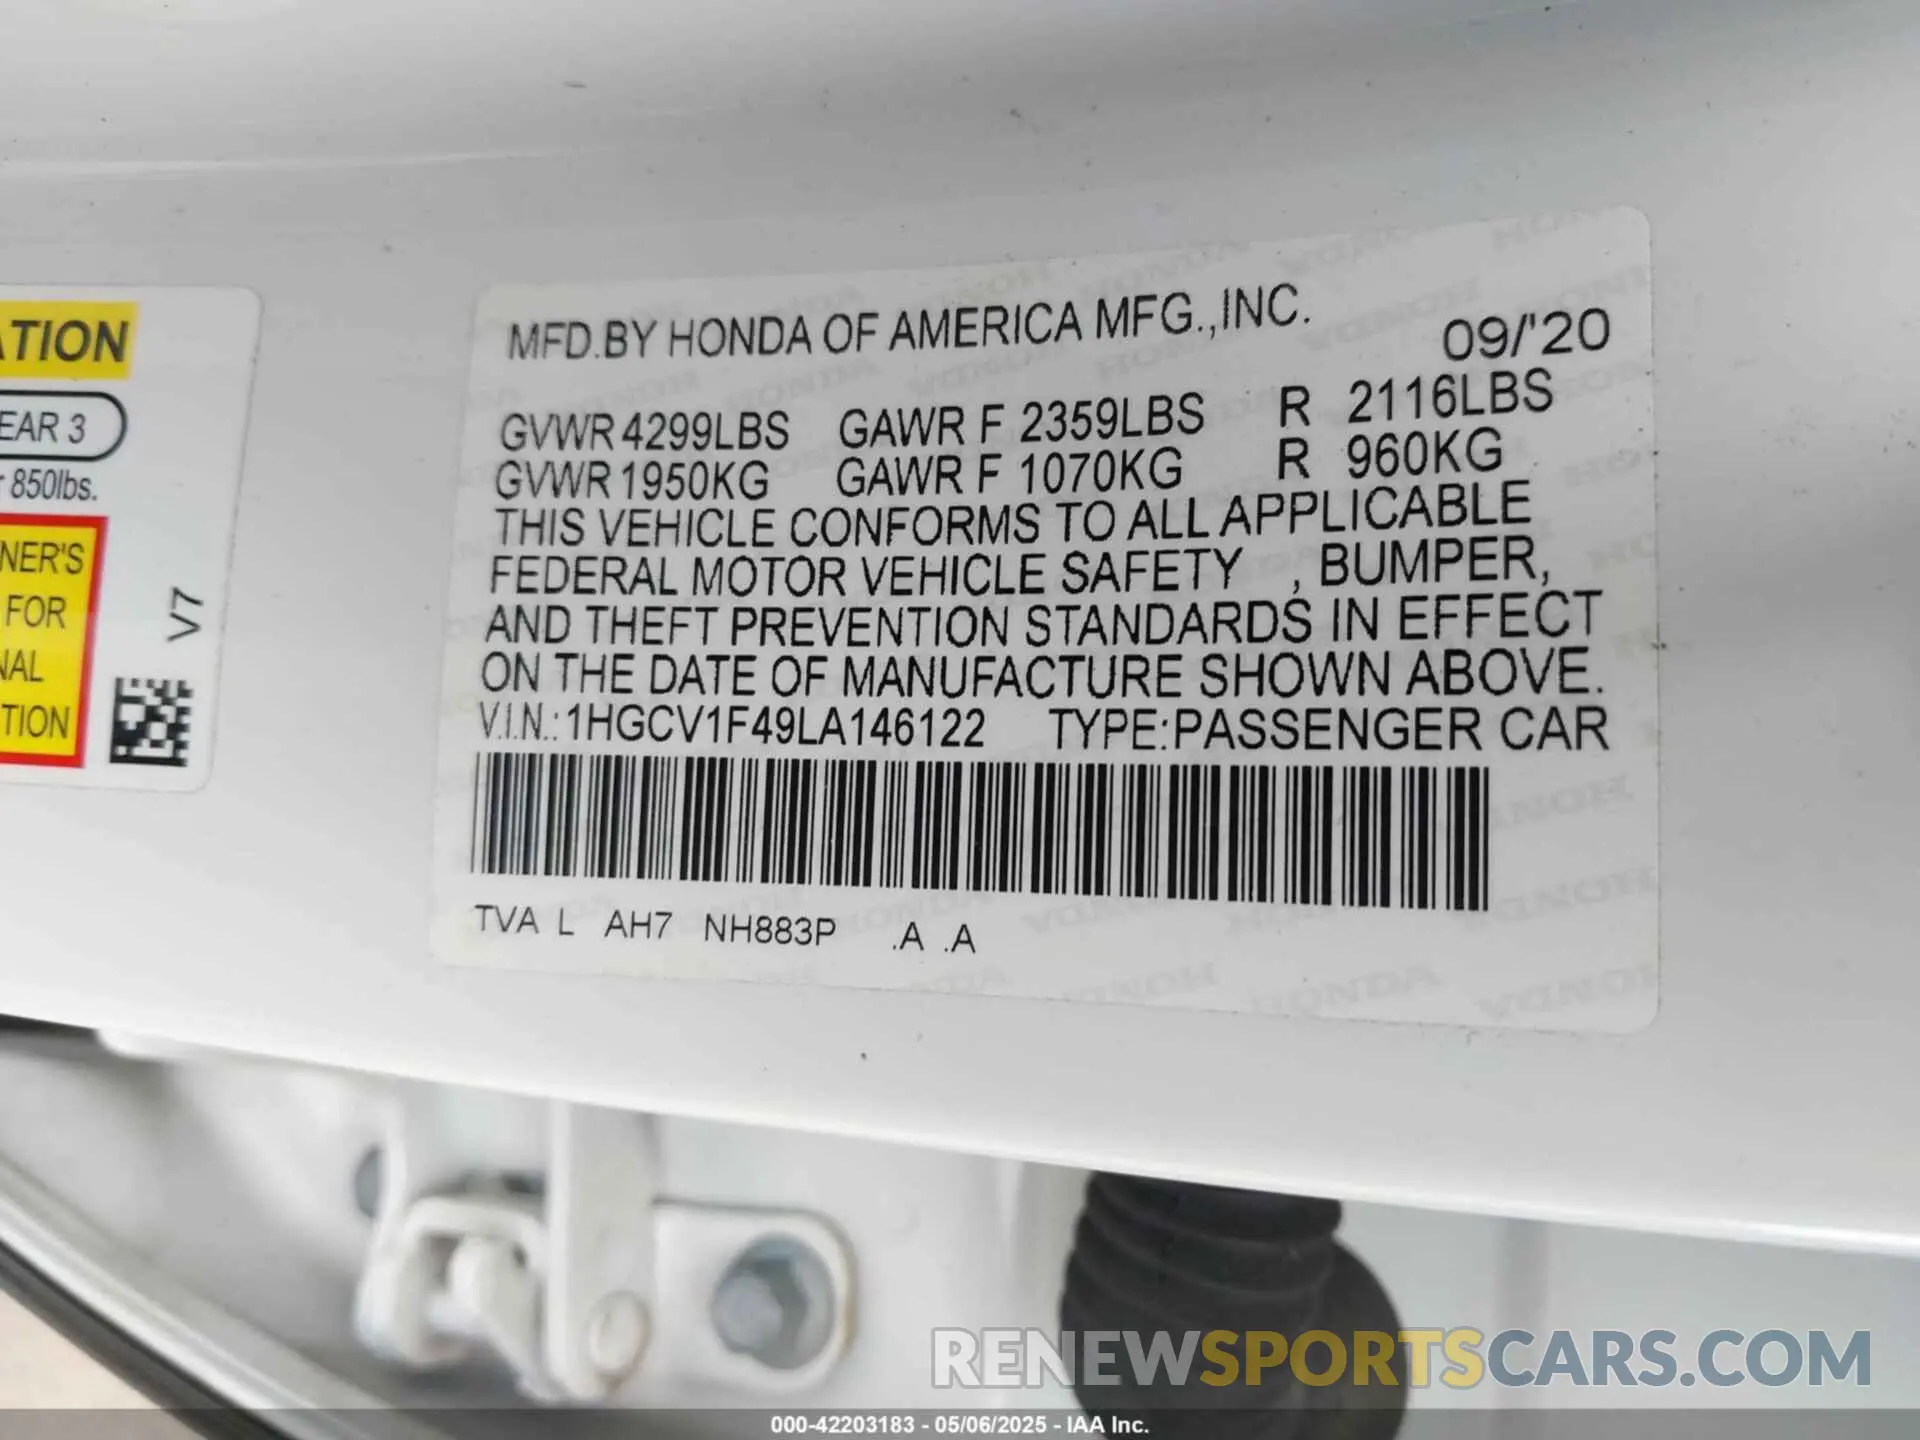 MFD.BY HONDA OF AMERICA MFG.,INC. 09/'20
GVWR 4299LBS GAWR F 2359LBS R 2116LBS
GVWR 1950KG GAWR F 1070KG R 960KG
THIS VEHICLE CONFORMS TO ALL APPLICABLE
FEDERAL MOTOR VEHICLE SAFETY , BUMPER,
AND THEFT PREVENTION STANDARDS IN EFFECT
ON THE DATE OF MANUFACTURE SHOWN ABOVE.
V.I.N.: 1HGCV1F49LA146122 TYPE:PASSENGER CAR
TVA L AH7 NH883P .A .A
ATION
EAR 3
850lbs.
NER'S
FOR
NAL
TION
V7
RENEWSPORTSCARS.COM
000-42203183 - 05/06/2025 - IAA Inc.